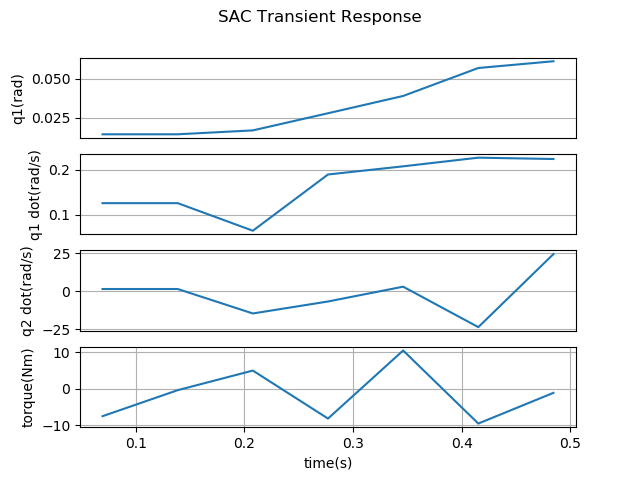 SAC Transient Response
q1(rad)
0.050
0.025
q1 dot(rad/s)
0.2
0.1
q2 dot(rad/s)
25
0
−25
torque(Nm)
10
0
−10
0.1 0.2 0.3 0.4 0.5
time(s)